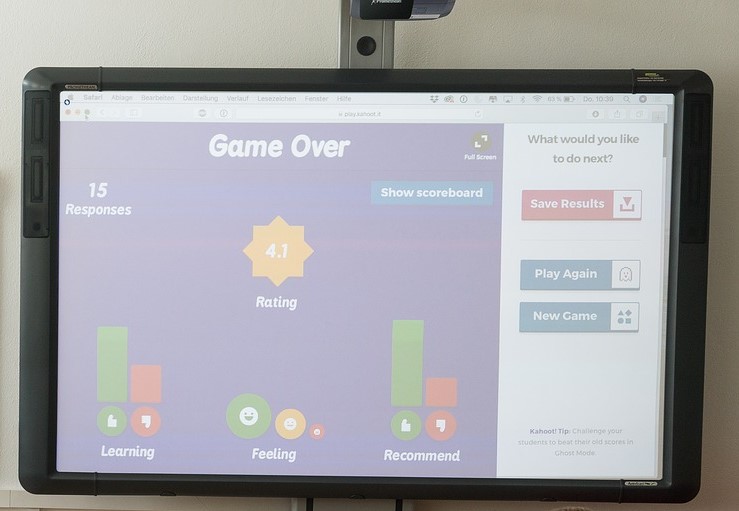 Safari Ablage Bearbeiten Darstellung Verlauf Lesezeichen Fenster Hilfe
Do. 10:39
play.kahoot.it
Game Over
Full Screen
15
Responses
Show scoreboard
4.1
Rating
Learning
Feeling
Recommend
What would you like
to do next?
Save Results
Play Again
New Game
Kahoot! Tip: Challenge your
students to beat their old scores in
Ghost Mode